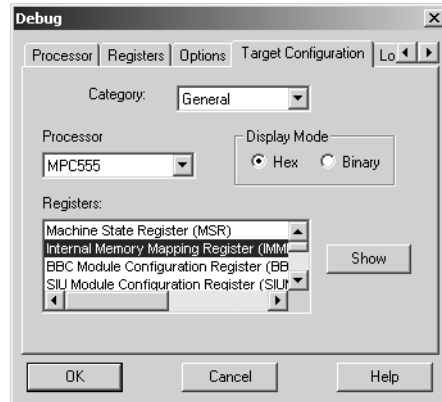 Debug
Processor Registers Options Target Configuration Lo
Category: General
Processor
MPC555
Display Mode
Hex Binary
Registers:
Machine State Register (MSR)
Internal Memory Mapping Register (IMM
BBC Module Configuration Register (BB
SIU Module Configuration Register (SIU
Show
OK Cancel Help